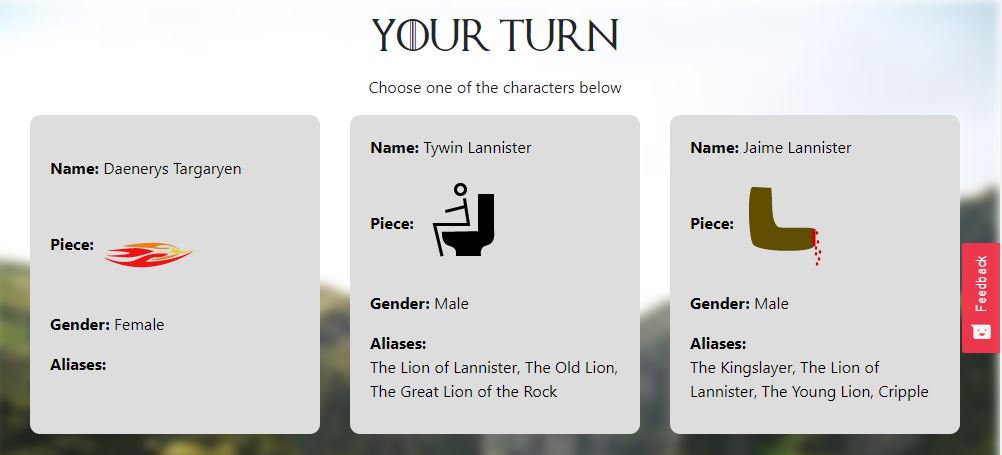 YOUR TURN
Choose one of the characters below
Name: Daenerys Targaryen
Piece:
Gender: Female
Aliases:
Name: Tywin Lannister
Piece:
Gender: Male
Aliases:
The Lion of Lannister, The Old Lion,
The Great Lion of the Rock
Name: Jaime Lannister
Piece:
Gender: Male
Aliases:
The Kingslayer, The Lion of
Lannister, The Young Lion, Cripple
Feedback